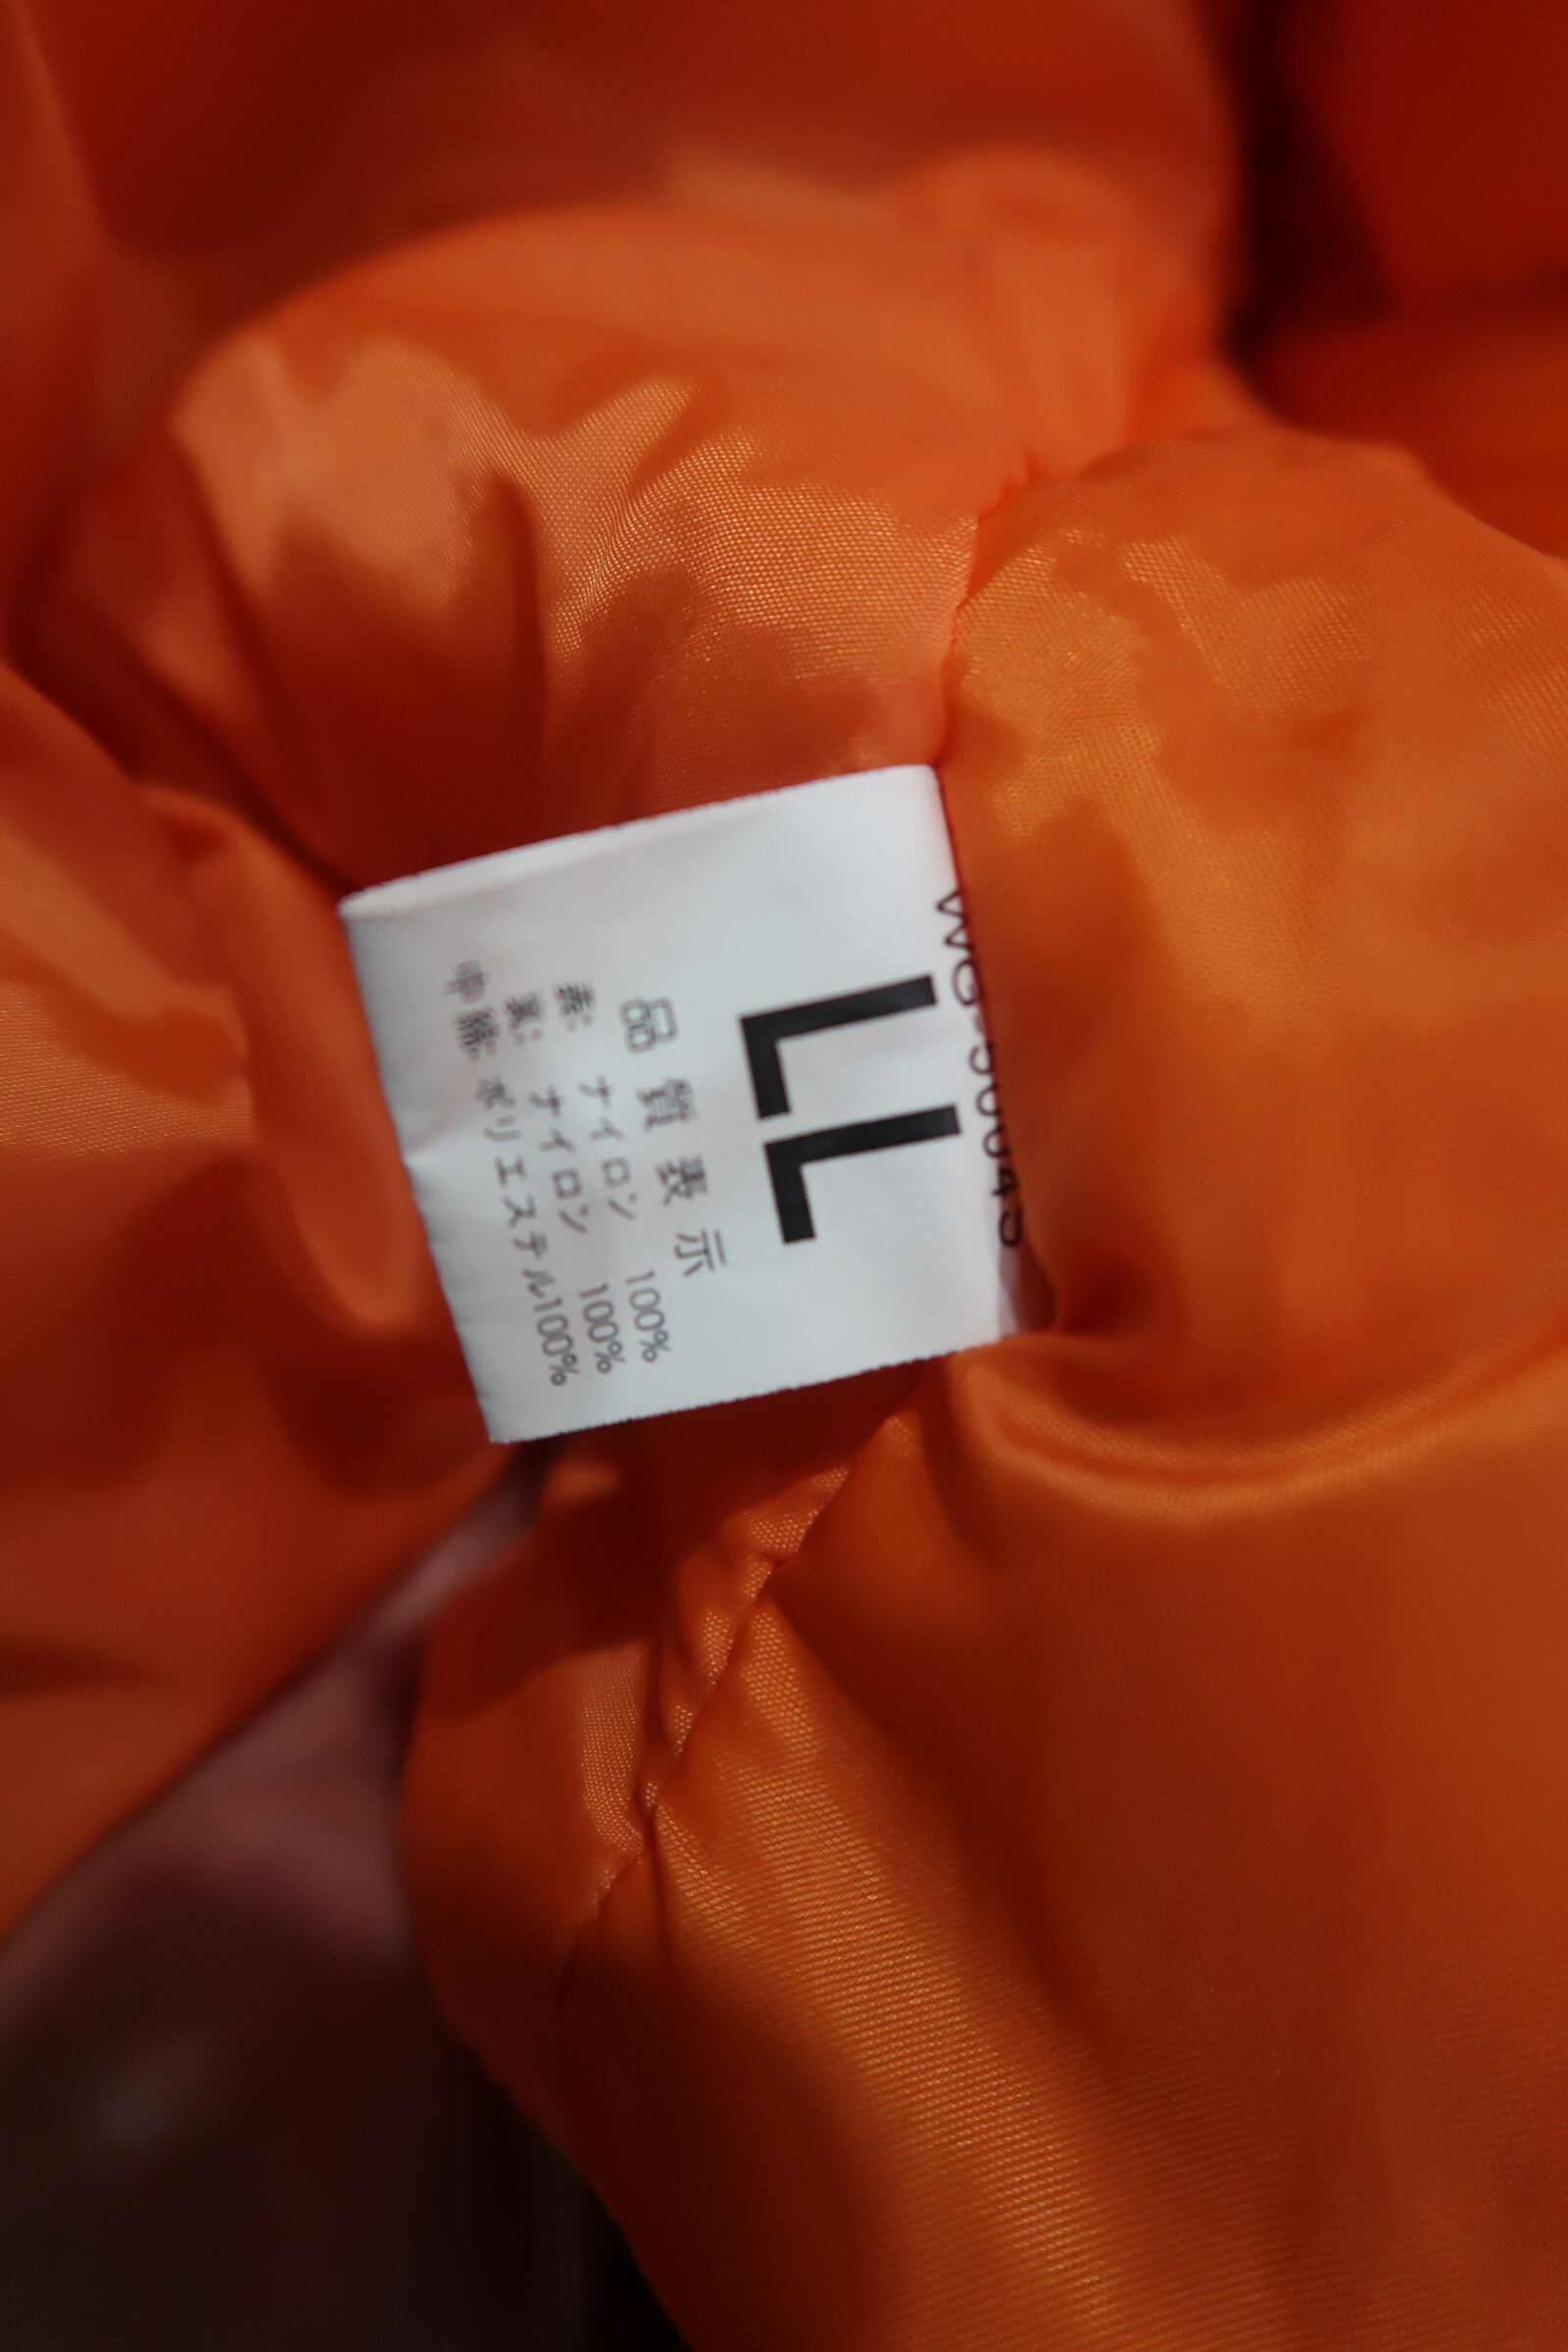 LL
品質表示
表: ナイロン 100%
裏: ナイロン 100%
中綿: ポリエステル100%